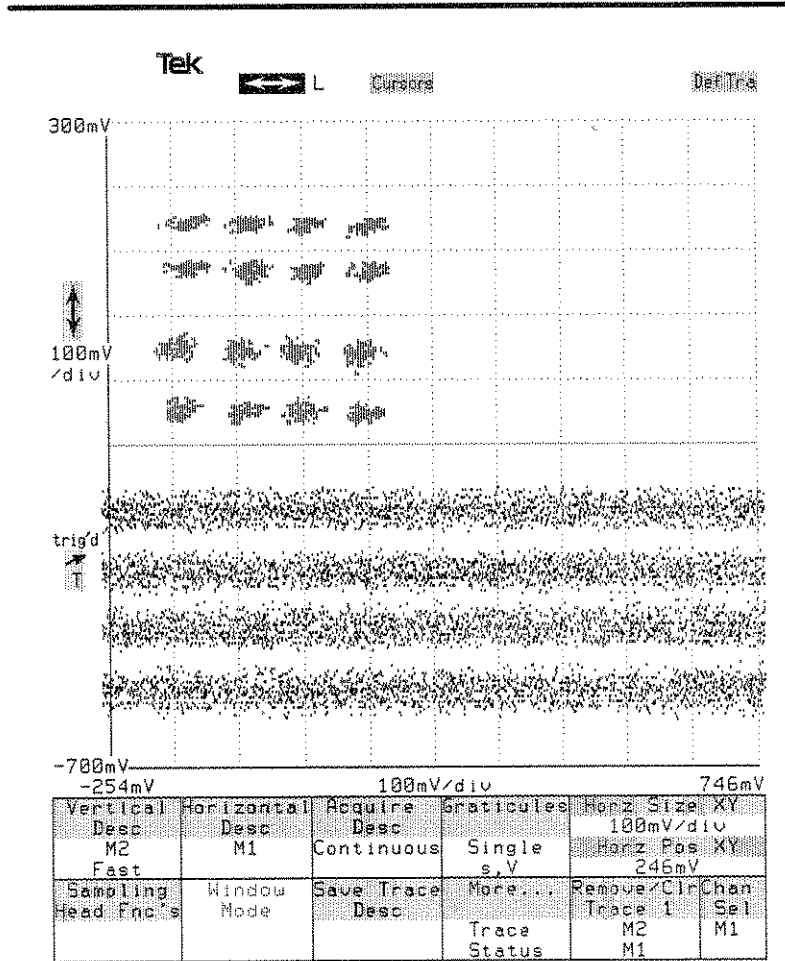 Tek
L Cursors DefTra
300mV
100mV
/div
trig'd
T
-700mV
-254mV 100mV/div 746mV
Vertical Desc Horizontal Desc Acquire Desc Graticules Horz Size XY
M2 M1 Continuous Single 100mV/div
Fast s,V Horz Pos XY
246mV
Sampling Head Fnc's Window Mode Save Trace Desc More... Remove/Clr Trace 1 Chan Sel
Trace M2 M1
Status M1